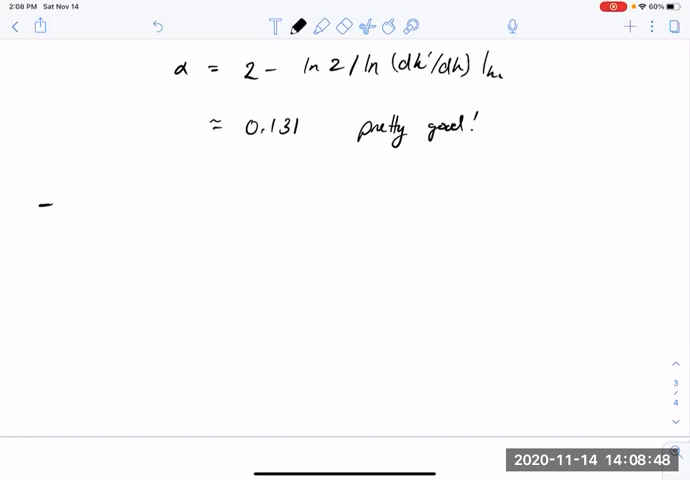 2:08 PM Sat Nov 14
60%
α = 2 - ln 2 / ln (dk'/dk) |kc
≈ 0.131 pretty good!
-
3
/
4
2020-11-14 14:08:48